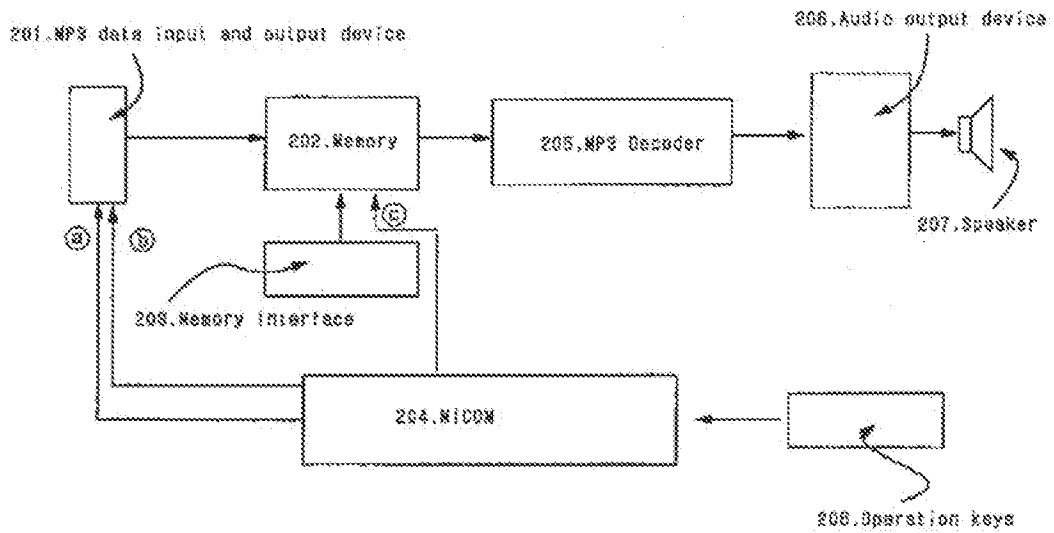 201.MP3 data input and output device
206.Audio output device
202.Memory
205.MP3 Decoder
207.Speaker
ⓐ
ⓑ
ⓒ
203.Memory interface
204.MICOM
208.Operation keys